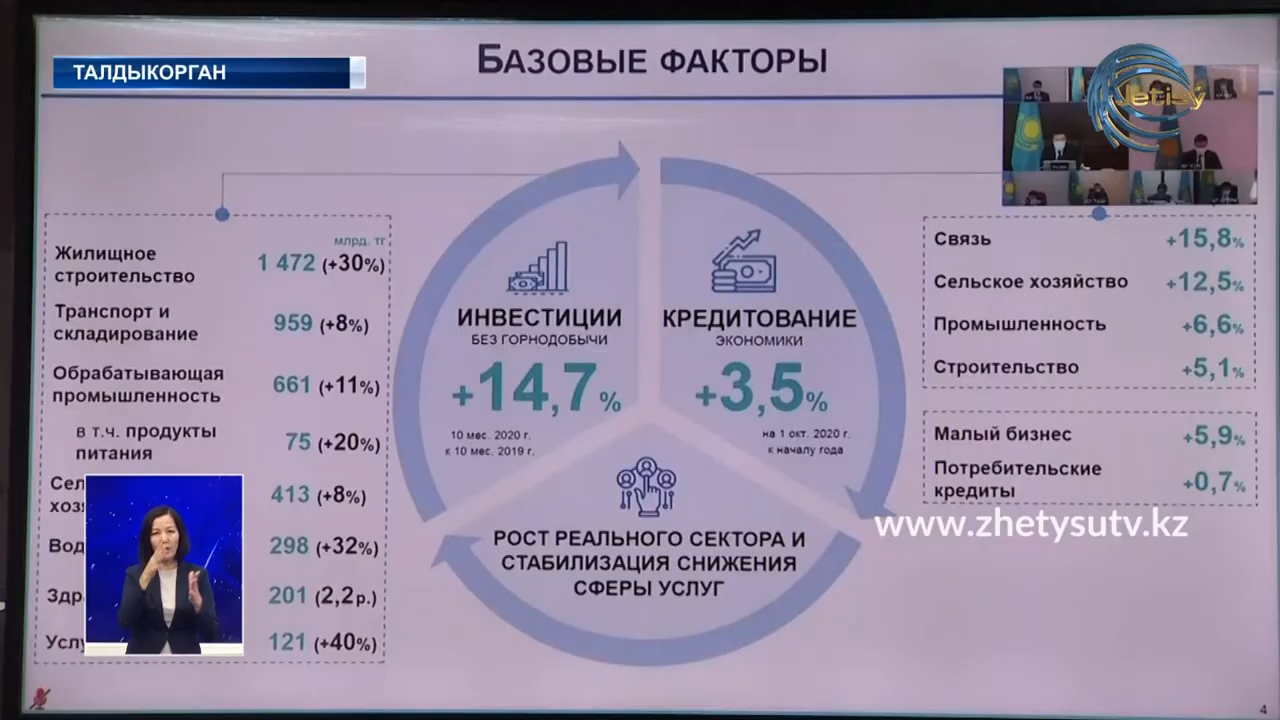 ТАЛДЫКОРГАН
БАЗОВЫЕ ФАКТОРЫ
Jetisý
млрд. тг
Жилищное
строительство
1 472 (+30%)
Транспорт и
складирование
959 (+8%)
Обрабатывающая
промышленность
661 (+11%)
в т.ч. продукты
питания
75 (+20%)
413 (+8%)
298 (+32%)
201 (2,2р.)
121 (+40%)
ИНВЕСТИЦИИ
БЕЗ ГОРНОДОБЫЧИ
+14,7%
10 мес. 2020 г.
к 10 мес. 2019 г.
КРЕДИТОВАНИЕ
ЭКОНОМИКИ
+3,5%
на 1 окт. 2020 г.
к началу года
РОСТ РЕАЛЬНОГО СЕКТОРА И
СТАБИЛИЗАЦИЯ СНИЖЕНИЯ
СФЕРЫ УСЛУГ
Связь +15,8%
Сельское хозяйство +12,5%
Промышленность +6,6%
Строительство +5,1%
Малый бизнес +5,9%
Потребительские
кредиты +0,7%
www.zhetysutv.kz
4